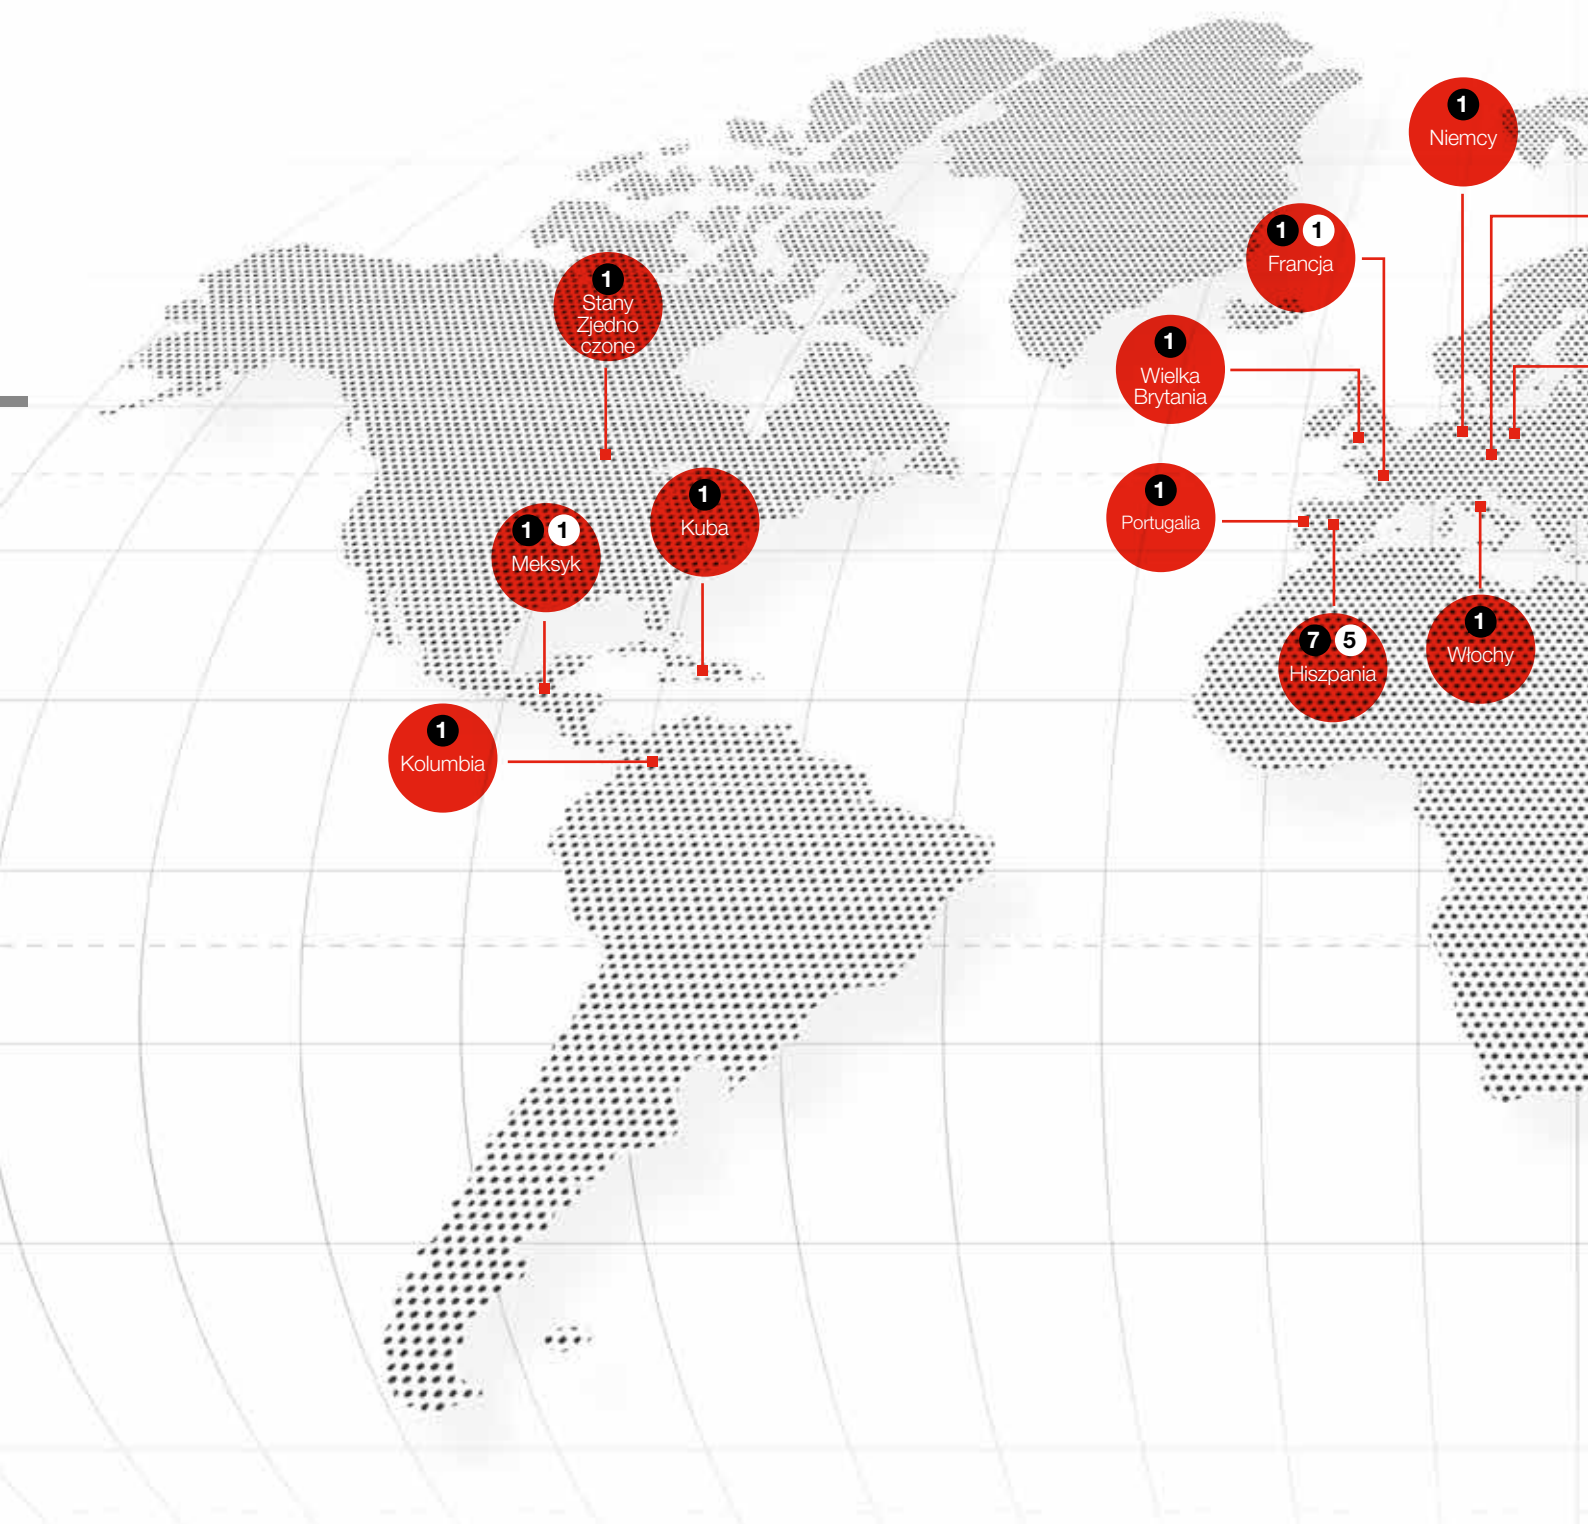 1
Niemcy
1 1
Francja
1
Stany
Zjedno
czone
1
Wielka
Brytania
1
Portugalia
1
Kuba
1 1
Meksyk
7 5
Hiszpania
1
Włochy
1
Kolumbia